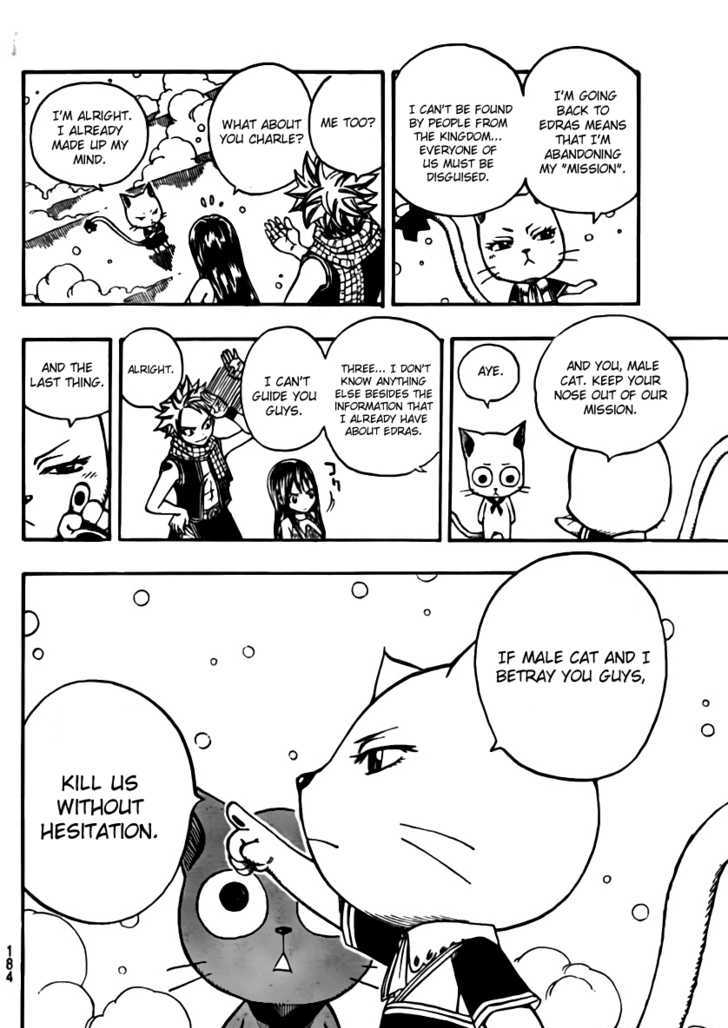 I'M GOING
BACK TO
EDRAS MEANS
THAT I'M
ABANDONING
MY "MISSION".
I CAN'T BE FOUND
BY PEOPLE FROM
THE KINGDOM...
EVERYONE
OF US MUST BE
DISGUISED.
ME TOO?
WHAT ABOUT
YOU CHARLE?
I'M ALRIGHT.
I ALREADY
MADE UP MY
MIND.
AND YOU, MALE
CAT. KEEP YOUR
NOSE OUT OF OUR
MISSION.
AYE.
THREE... I DON'T
KNOW ANYTHING
ELSE BESIDES THE
INFORMATION THAT
I ALREADY HAVE
ABOUT EDRAS.
I CAN'T
GUIDE YOU
GUYS.
ALRIGHT.
AND THE
LAST THING.
IF MALE CAT AND I
BETRAY YOU GUYS,
KILL US
WITHOUT
HESITATION.
184